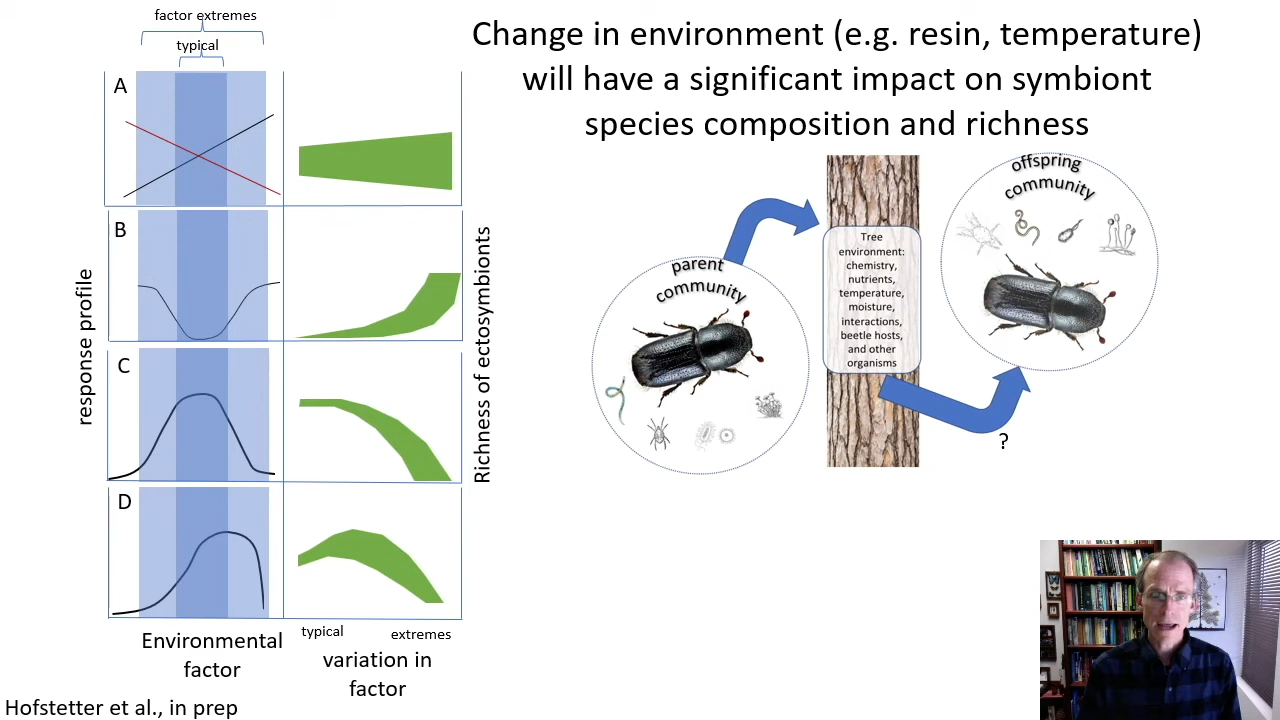 factor extremes
typical
Change in environment (e.g. resin, temperature)
will have a significant impact on symbiont
species composition and richness
A
B
C
D
response profile
Richness of ectosymbionts
Environmental
factor
typical
extremes
variation in
factor
parent
community
Tree
environment:
chemistry,
nutrients,
temperature,
moisture,
interactions,
beetle hosts,
and other
organisms
offspring
community
?
Hofstetter et al., in prep